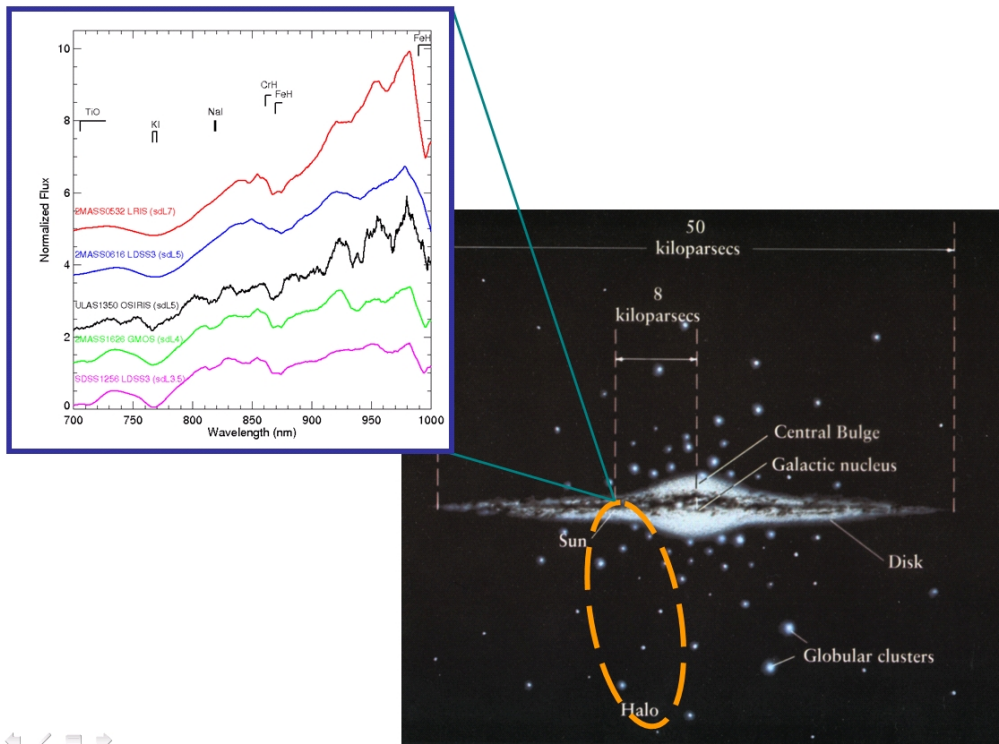 FeH
10
CrH
FeH
TiO
NaI
KI
8
2MASS0532 LRIS (sdL7)
6
2MASS0616 LDSS3 (sdL5)
4
ULAS1350 OSIRIS (sdL5)
2
2MASS1626 GMOS (sdL4)
SDSS1256 LDSS3 (sdL3.5)
0
Normalized Flux
700 750 800 850 900 950 1000
Wavelength (nm)
50
kiloparsecs
8
kiloparsecs
Central Bulge
Galactic nucleus
Sun
Disk
Globular clusters
Halo